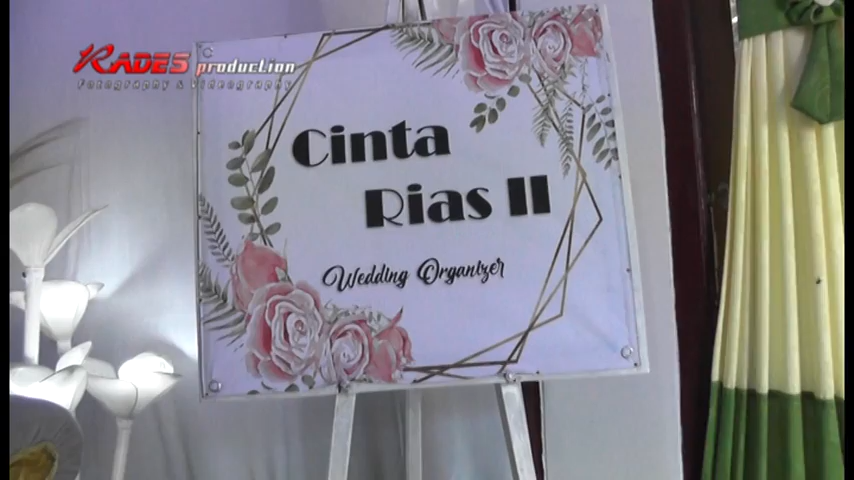 RADES production
Fotography & Videography
Cinta
Rias II
Wedding Organizer